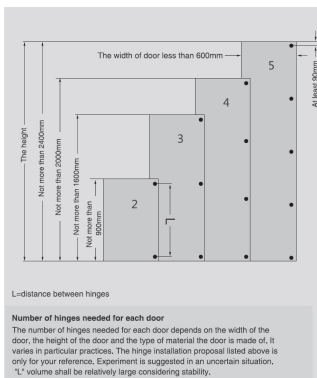 The width of door less than 600mm
5
At least 90mm
4
3
2
The height
Not more than 2400mm
Not more than 2000mm
Not more than 1600mm
Not more than
900mm
L
L=distance between hinges
Number of hinges needed for each door
The number of hinges needed for each door depends on the width of the
door, the height of the door and the type of material the door is made of. It
varies in particular practices. The hinge installation proposal listed above is
only for your reference. Experiment is suggested in an uncertain situation.
"L" volume shall be relatively large considering stability.